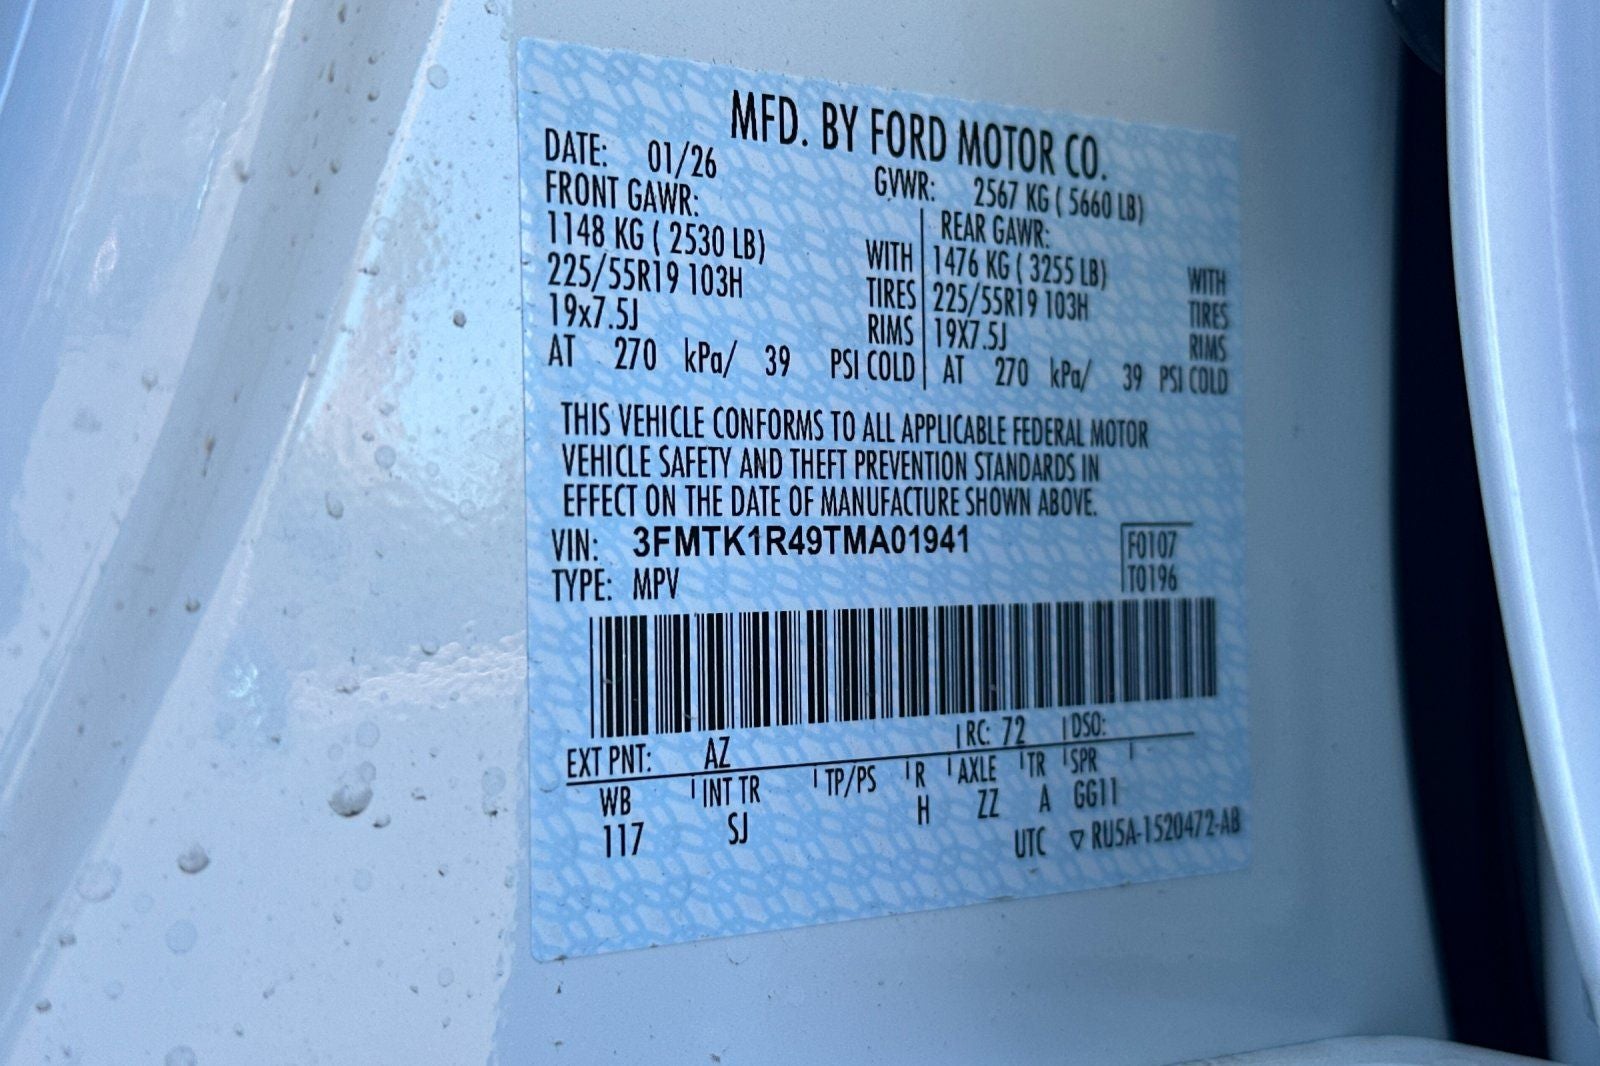 MFD. BY FORD MOTOR CO.
DATE: 01/26 GVWR: 2567 KG ( 5660 LB)
FRONT GAWR: REAR GAWR:
1148 KG ( 2530 LB) WITH 1476 KG ( 3255 LB) WITH
225/55R19 103H TIRES 225/55R19 103H TIRES
19x7.5J RIMS 19X7.5J RIMS
AT 270 kPa/ 39 PSI COLD AT 270 kPa/ 39 PSI COLD
THIS VEHICLE CONFORMS TO ALL APPLICABLE FEDERAL MOTOR
VEHICLE SAFETY AND THEFT PREVENTION STANDARDS IN
EFFECT ON THE DATE OF MANUFACTURE SHOWN ABOVE.
VIN: 3FMTK1R49TMA01941 F0107
TYPE: MPV T0196
EXT PNT: AZ RC: 72 DSO:
WB INT TR TP/PS R AXLE TR SPR
117 SJ H ZZ A GG11
UTC ▽ RU5A-1520472-AB